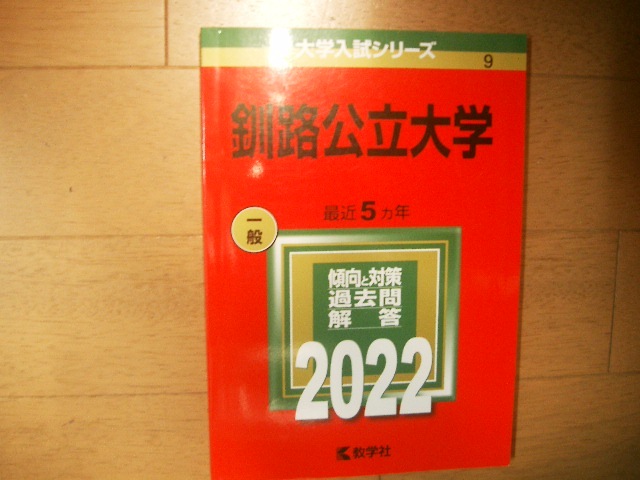 大学入試シリーズ
9
釧路公立大学
最近5カ年
一般
傾向と対策
過去問
解答
2022
教学社